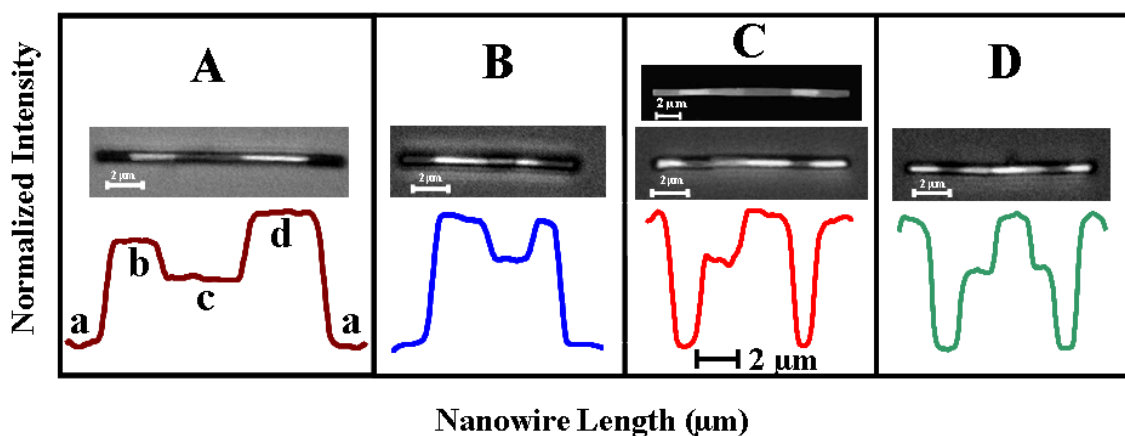 Normalized Intensity
A
2 μm
b
d
c
a
a
B
2 μm
C
2 μm
2 μm
2 μm
D
2 μm
Nanowire Length (μm)